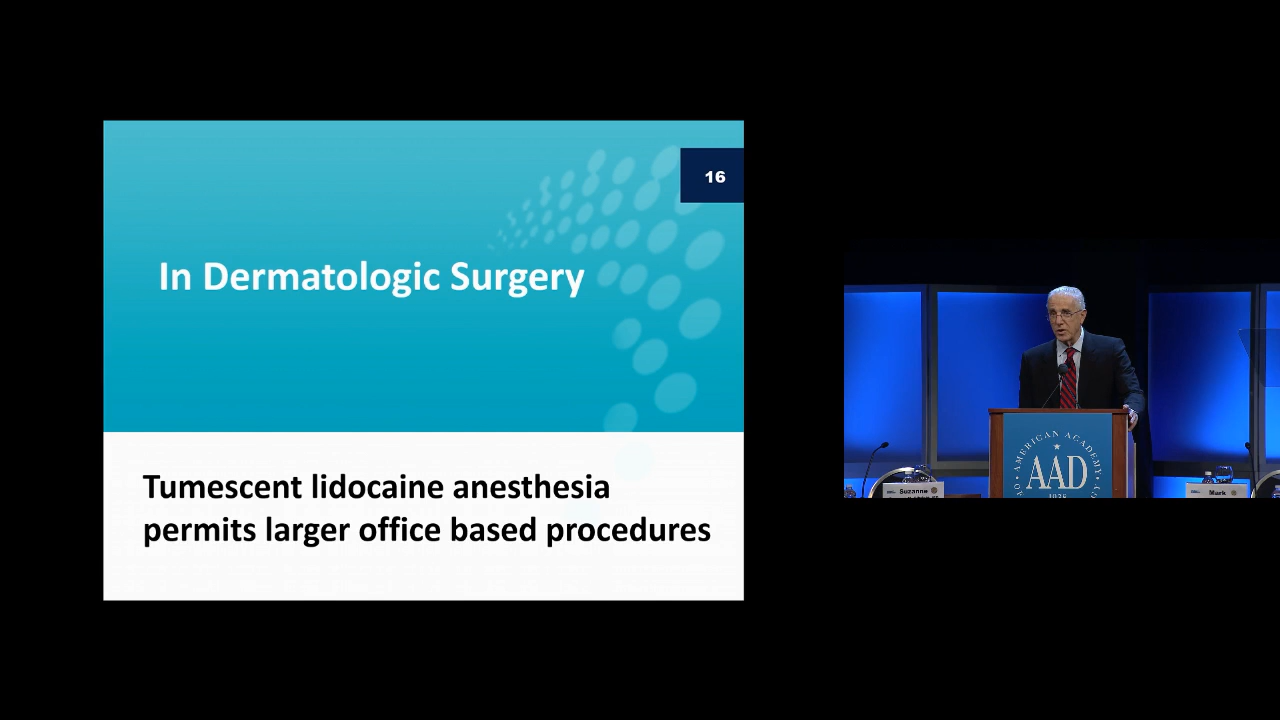 16
In Dermatologic Surgery
Tumescent lidocaine anesthesia
permits larger office based procedures
AMERICAN ACADEMY
AAD
Suzanne
Mark